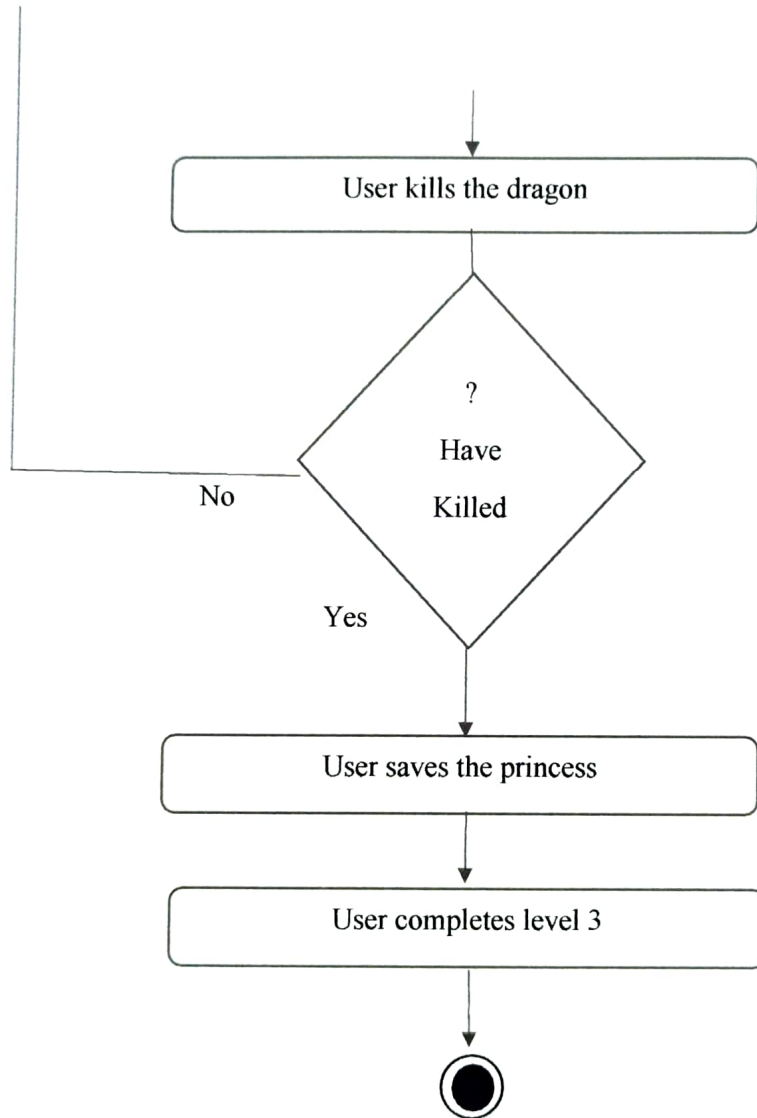 User kills the dragon
?
Have
Killed
No
Yes
User saves the princess
User completes level 3